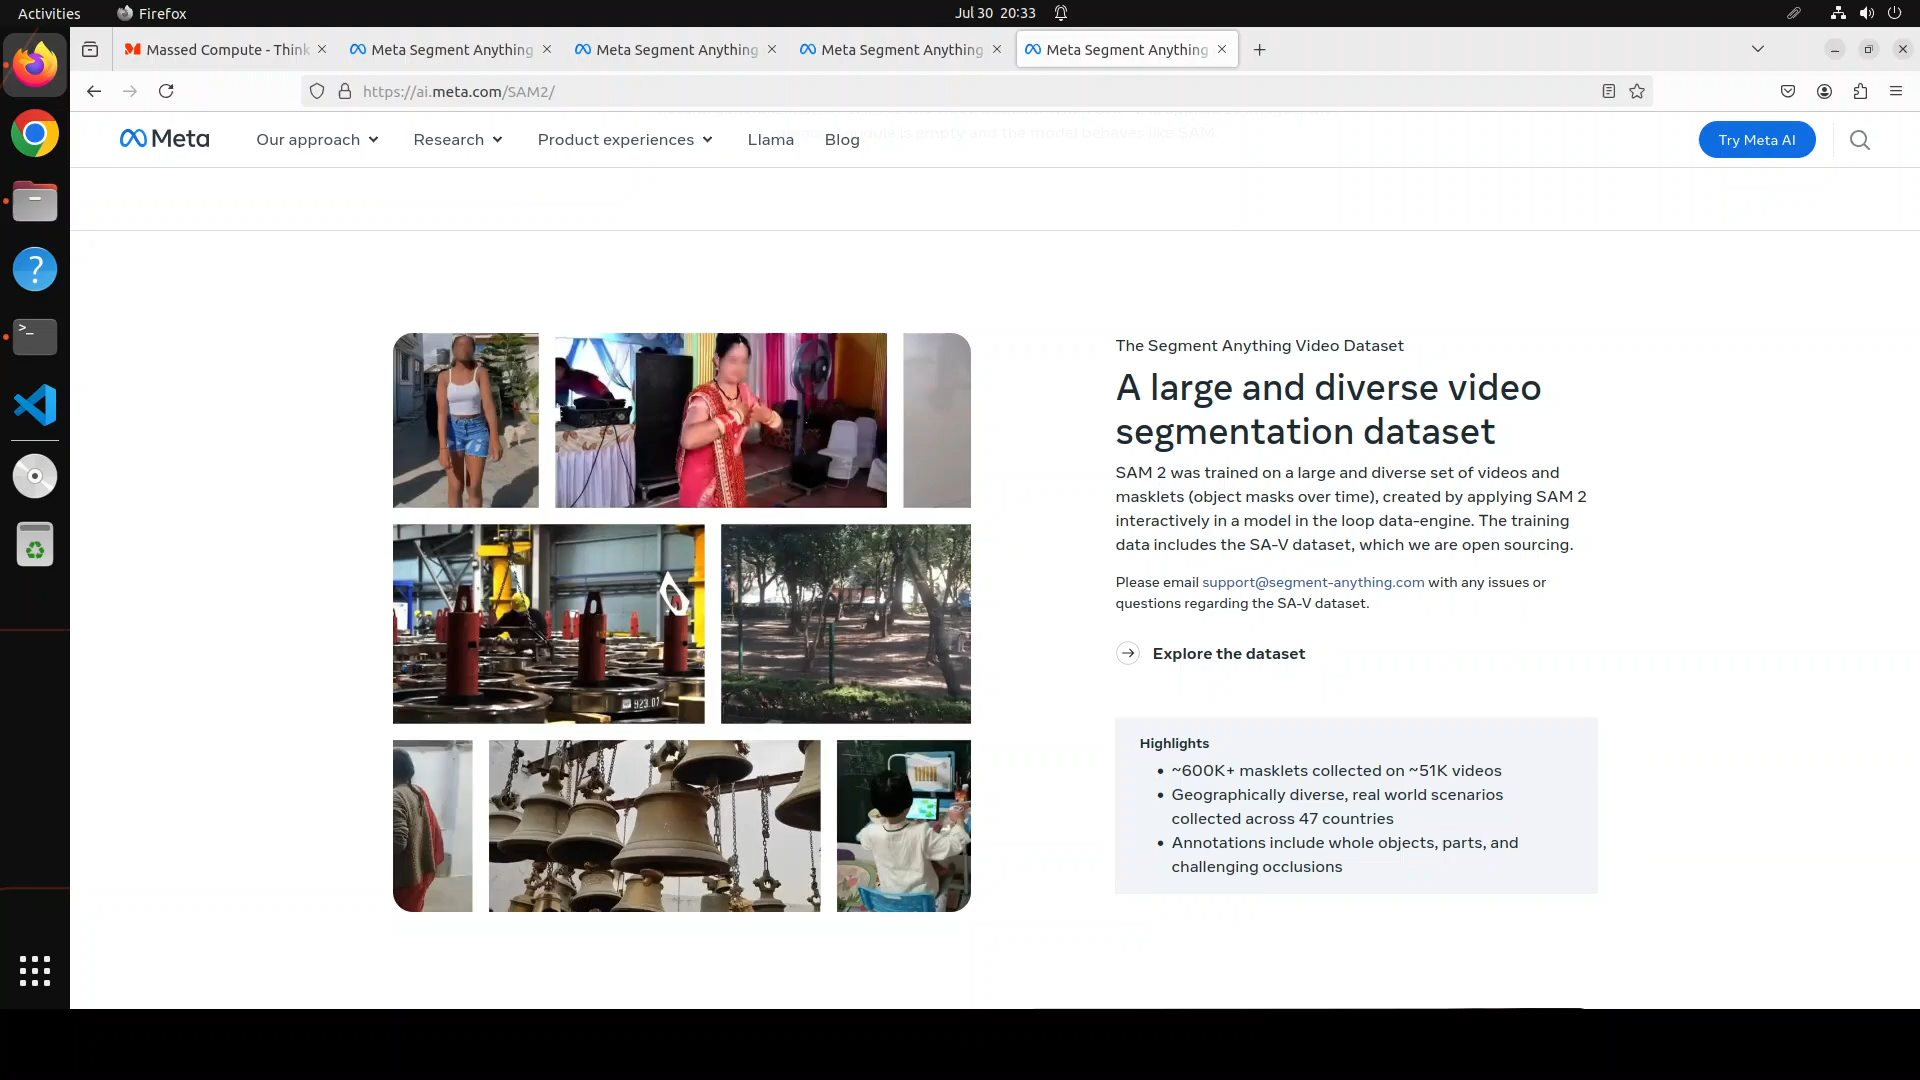 Activities
Firefox
Jul 30 20:33
Massed Compute - Think
Meta Segment Anything
Meta Segment Anything
Meta Segment Anything
Meta Segment Anything
https://ai.meta.com/SAM2/
Meta
Our approach
Research
Product experiences
Llama
Blog
Try Meta AI
The Segment Anything Video Dataset
A large and diverse video
segmentation dataset
SAM 2 was trained on a large and diverse set of videos and
masklets (object masks over time), created by applying SAM 2
interactively in a model in the loop data-engine. The training
data includes the SA-V dataset, which we are open sourcing.
Please email support@segment-anything.com with any issues or
questions regarding the SA-V dataset.
Explore the dataset
Highlights
• ~600K+ masklets collected on ~51K videos
• Geographically diverse, real world scenarios
collected across 47 countries
• Annotations include whole objects, parts, and
challenging occlusions
923.07